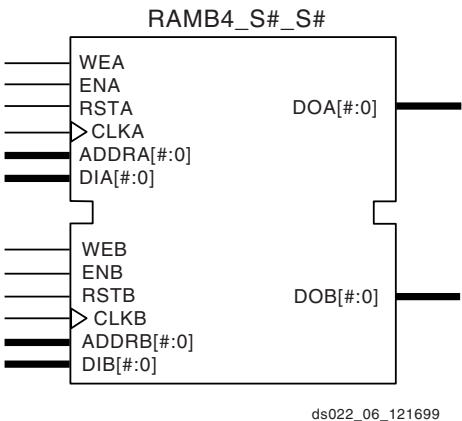 RAMB4_S#_S#
WEA
ENA
RSTA
CLKA
ADDRA[#:0]
DIA[#:0]
DOA[#:0]
WEB
ENB
RSTB
CLKB
ADDRB[#:0]
DIB[#:0]
DOB[#:0]
ds022_06_121699